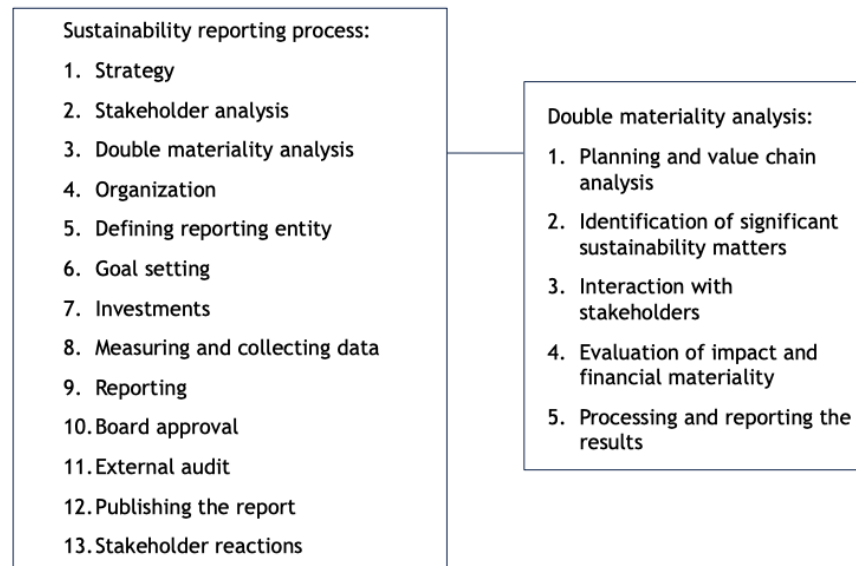 Sustainability reporting process:
1. Strategy
2. Stakeholder analysis
3. Double materiality analysis
4. Organization
5. Defining reporting entity
6. Goal setting
7. Investments
8. Measuring and collecting data
9. Reporting
10. Board approval
11. External audit
12. Publishing the report
13. Stakeholder reactions
Double materiality analysis:
1. Planning and value chain
analysis
2. Identification of significant
sustainability matters
3. Interaction with
stakeholders
4. Evaluation of impact and
financial materiality
5. Processing and reporting the
results